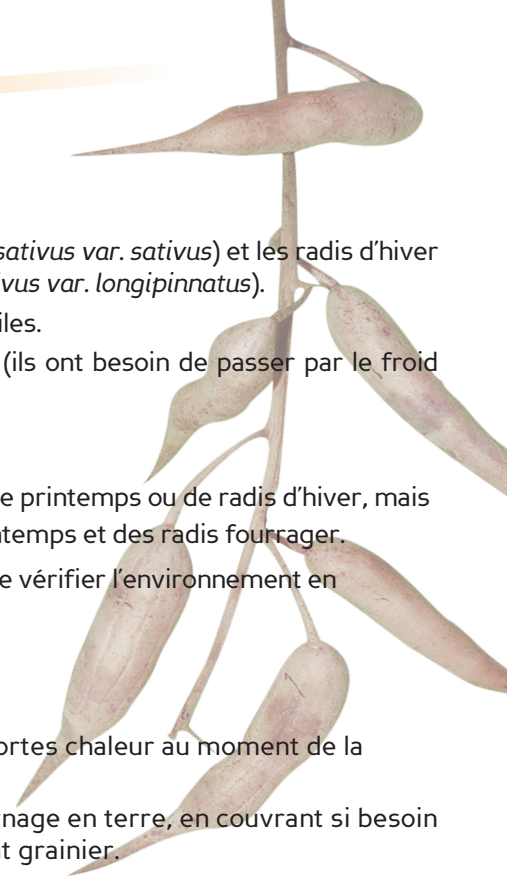 sativus var. sativus) et les radis d'hiver
vus var. longipinnatus).
iles.
(ils ont besoin de passer par le froid
e printemps ou de radis d'hiver, mais
ntemps et des radis fourrager.
e vérifier l'environnement en
ortes chaleur au moment de la
nage en terre, en couvrant si besoin
t grainier.